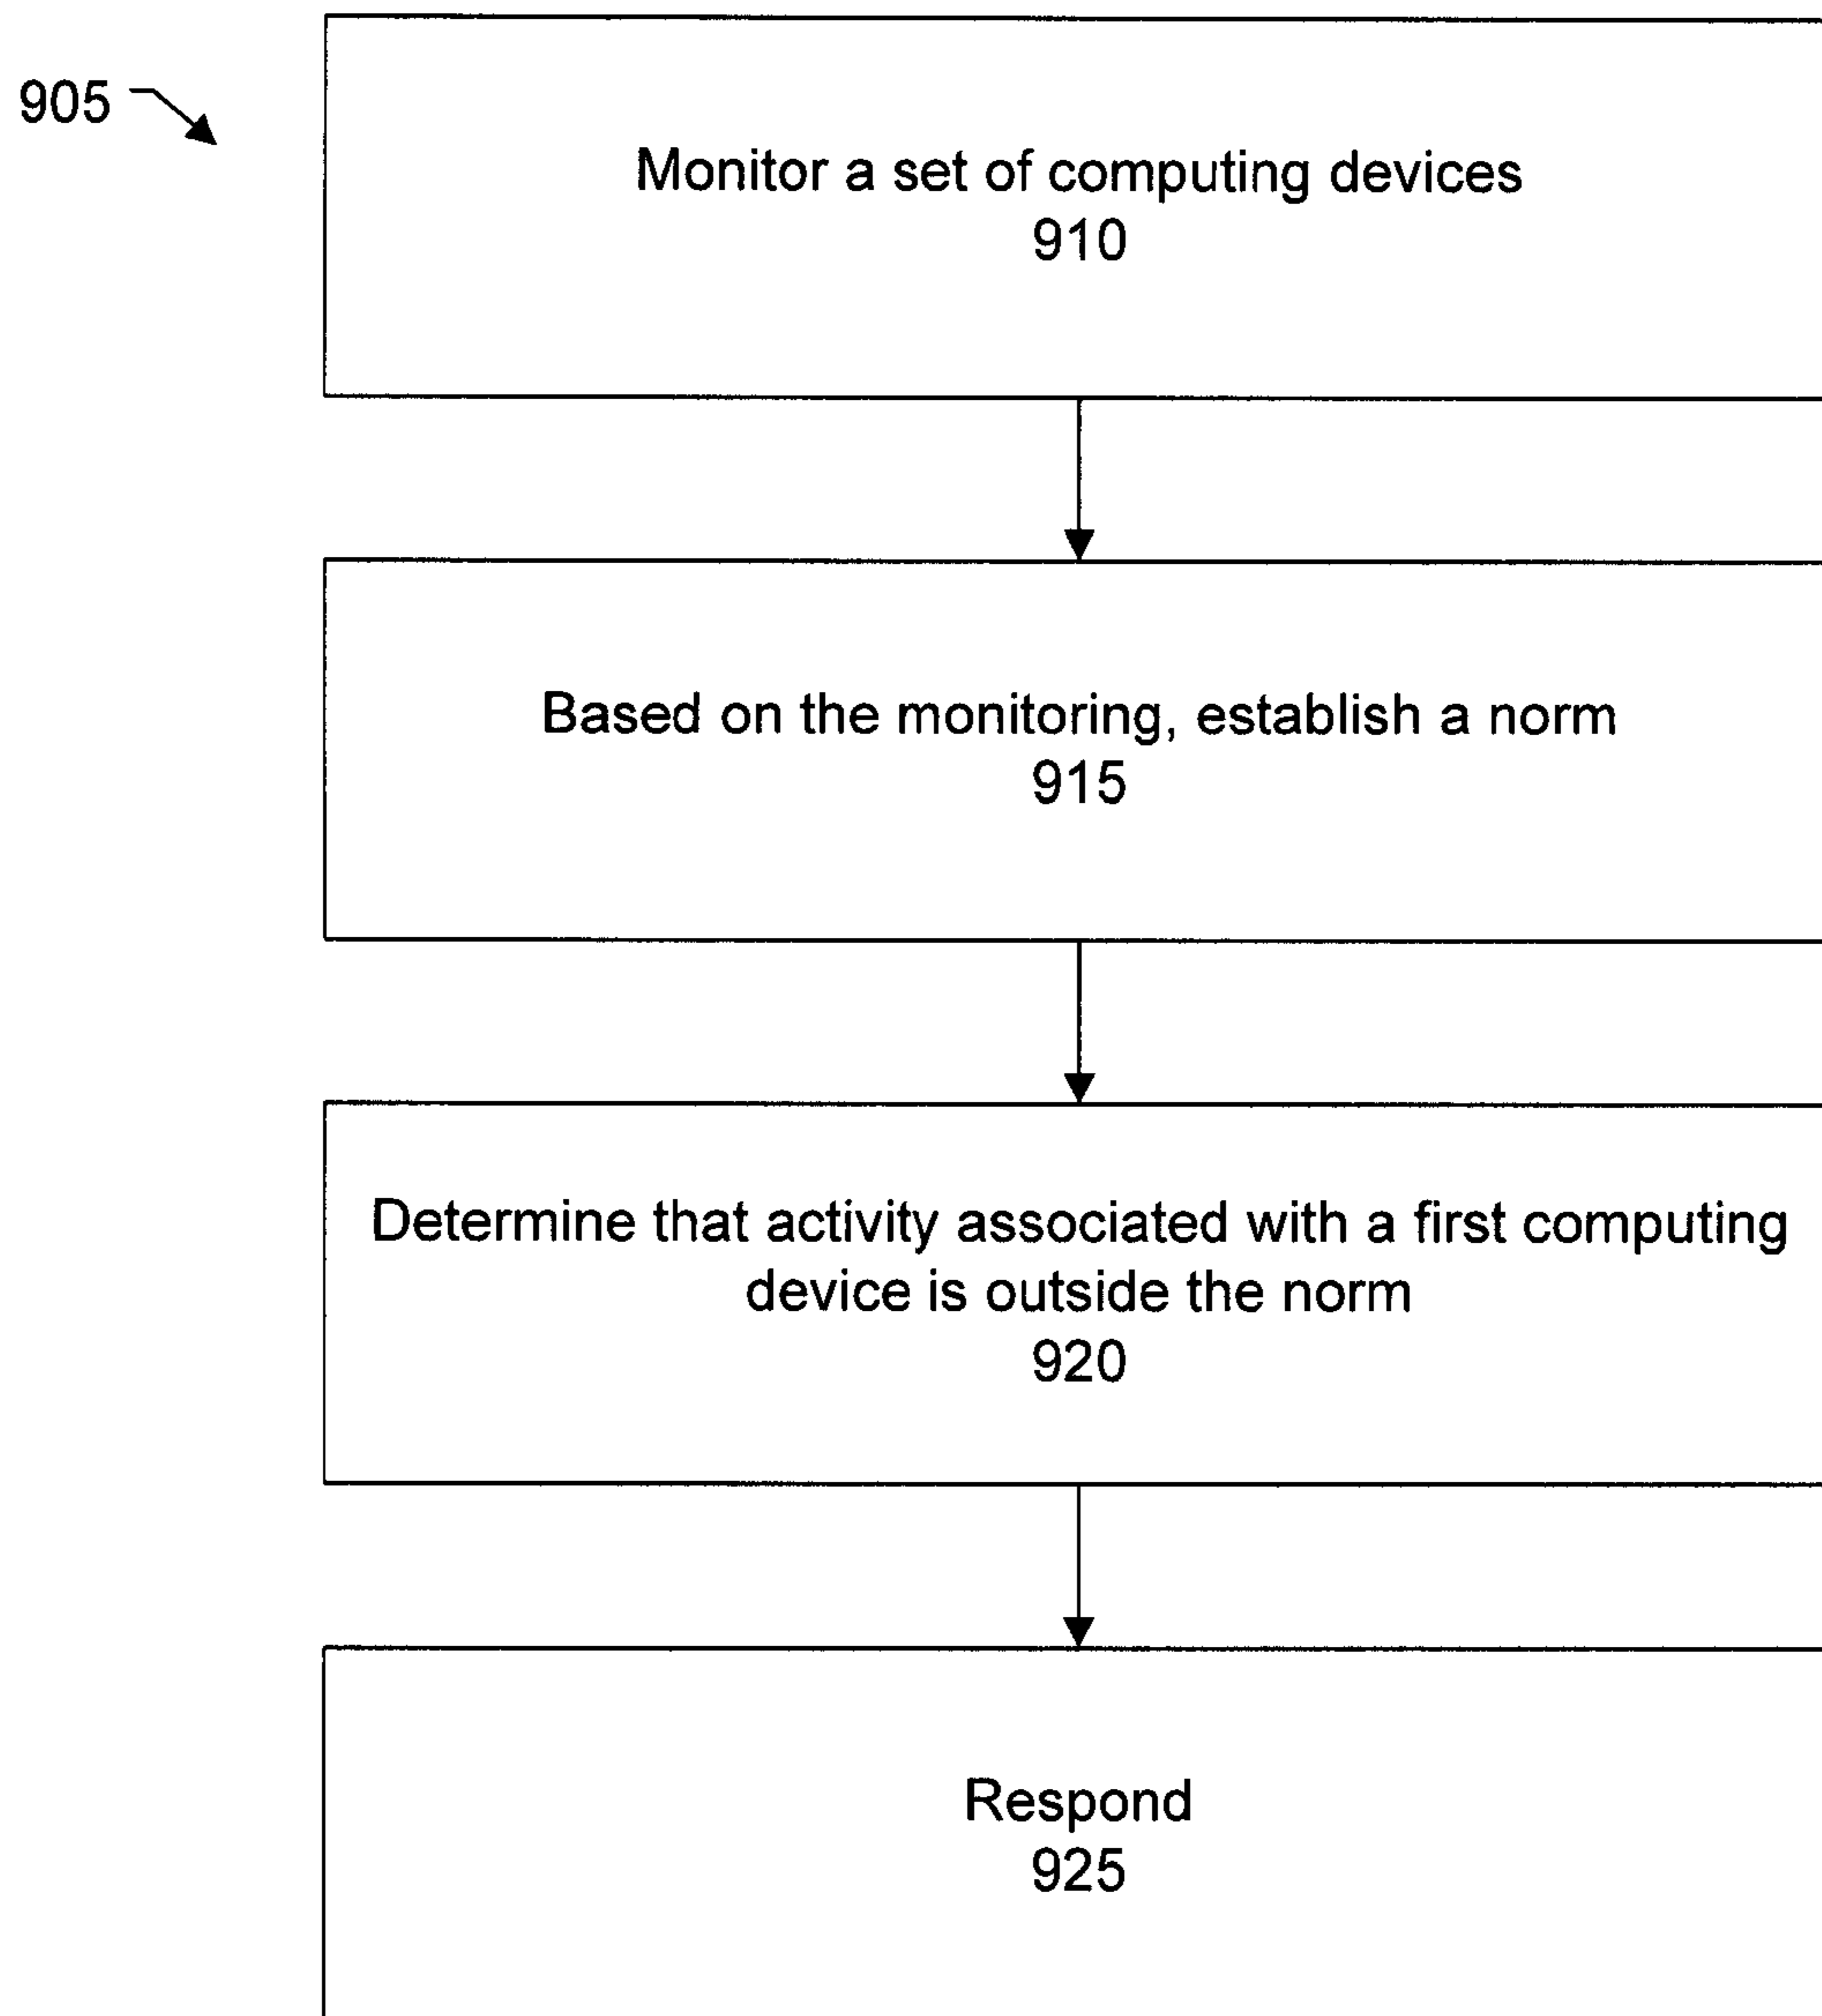 905
Monitor a set of computing devices
910
Based on the monitoring, establish a norm
915
Determine that activity associated with a first computing
device is outside the norm
920
Respond
925